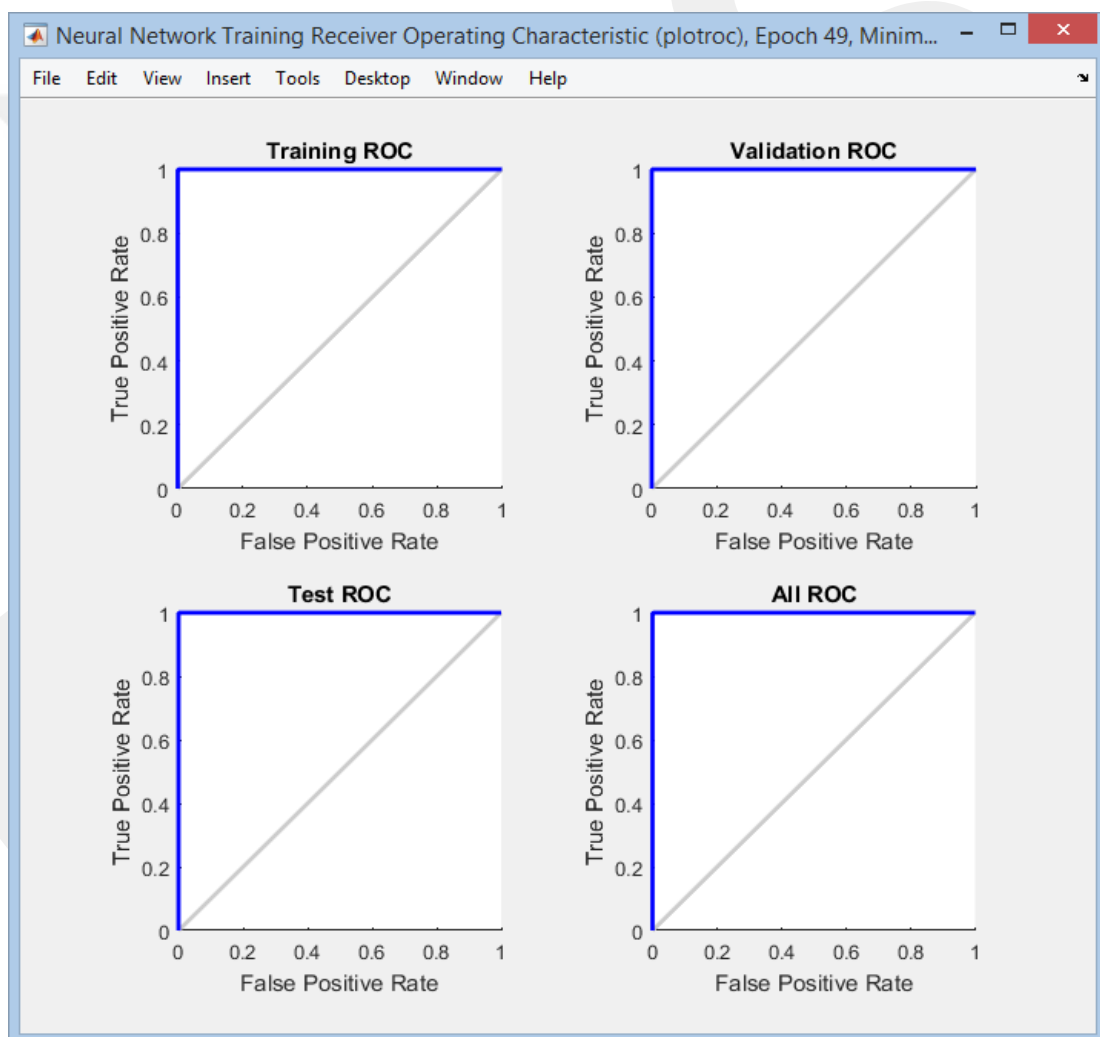 Neural Network Training Receiver Operating Characteristic (plotroc), Epoch 49, Minim...
File Edit View Insert Tools Desktop Window Help
Training ROC
1
0.8
0.6
0.4
0.2
0
True Positive Rate
0 0.2 0.4 0.6 0.8 1
False Positive Rate
Validation ROC
1
0.8
0.6
0.4
0.2
0
True Positive Rate
0 0.2 0.4 0.6 0.8 1
False Positive Rate
Test ROC
1
0.8
0.6
0.4
0.2
0
True Positive Rate
0 0.2 0.4 0.6 0.8 1
False Positive Rate
All ROC
1
0.8
0.6
0.4
0.2
0
True Positive Rate
0 0.2 0.4 0.6 0.8 1
False Positive Rate